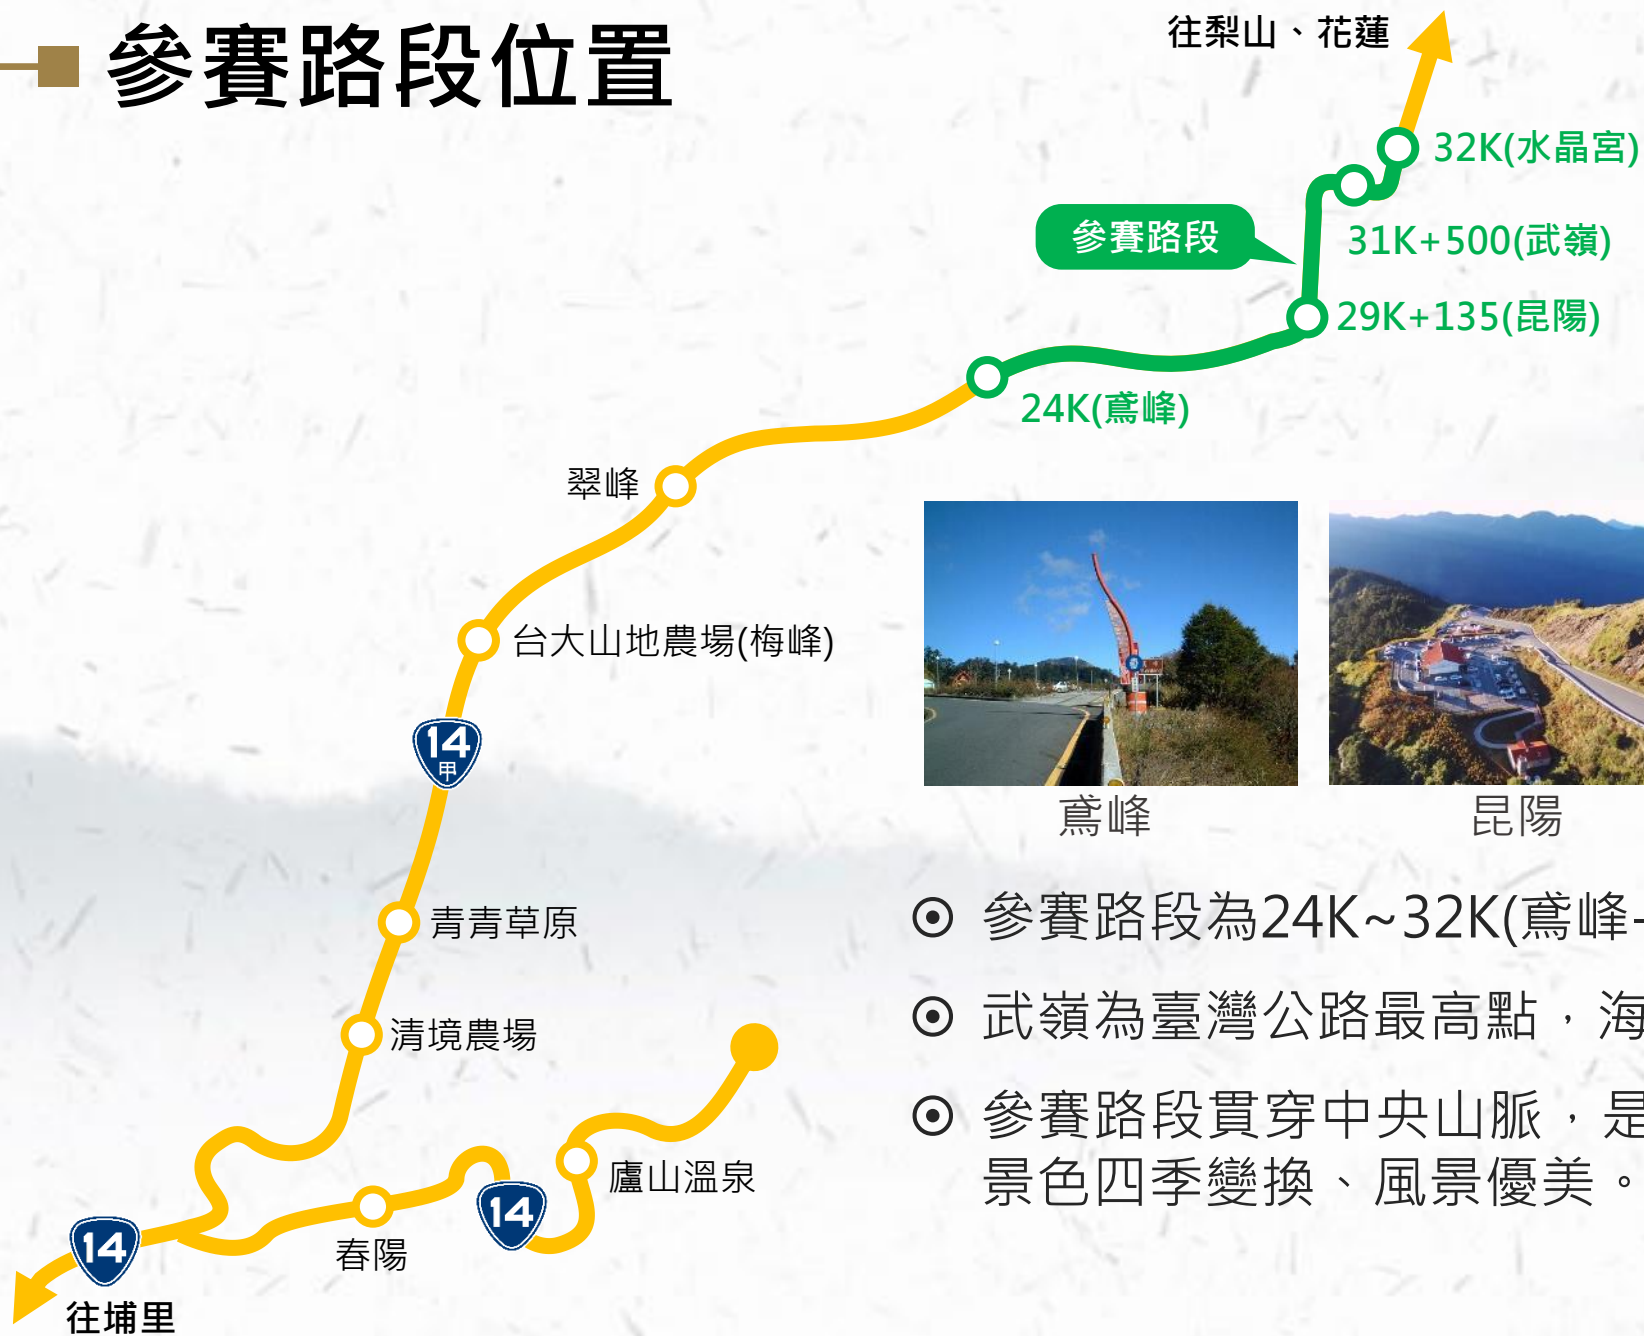 參賽路段位置
往梨山、花蓮
32K(水晶宮)
參賽路段
31K+500(武嶺)
29K+135(昆陽)
24K(鳶峰)
翠峰
台大山地農場(梅峰)
14
甲
鳶峰
昆陽
青青草原
清境農場
參賽路段為24K~32K(鳶峰-
武嶺為臺灣公路最高點，海
參賽路段貫穿中央山脈，是
景色四季變換、風景優美。
廬山溫泉
14
春陽
14
往埔里